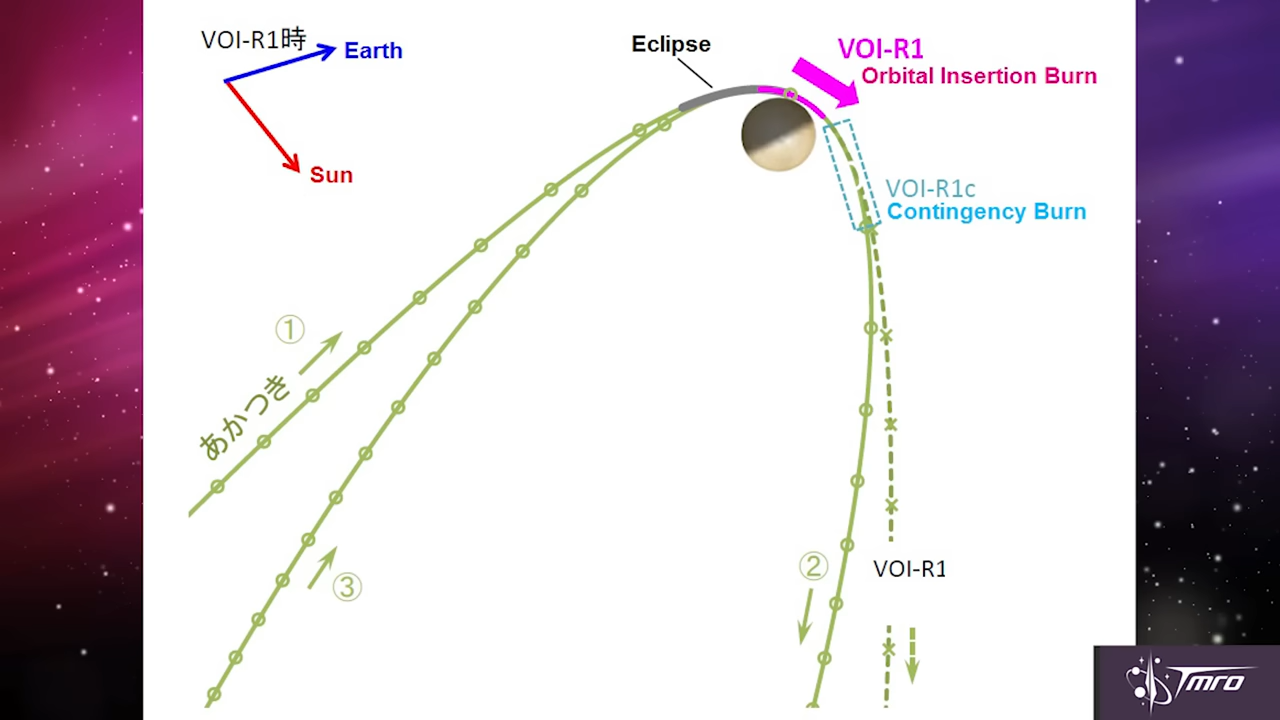 VOI-R1時
Earth
Sun
Eclipse
VOI-R1
Orbital Insertion Burn
VOI-R1c
Contingency Burn
①
あかつき
③
②
VOI-R1
TMRO